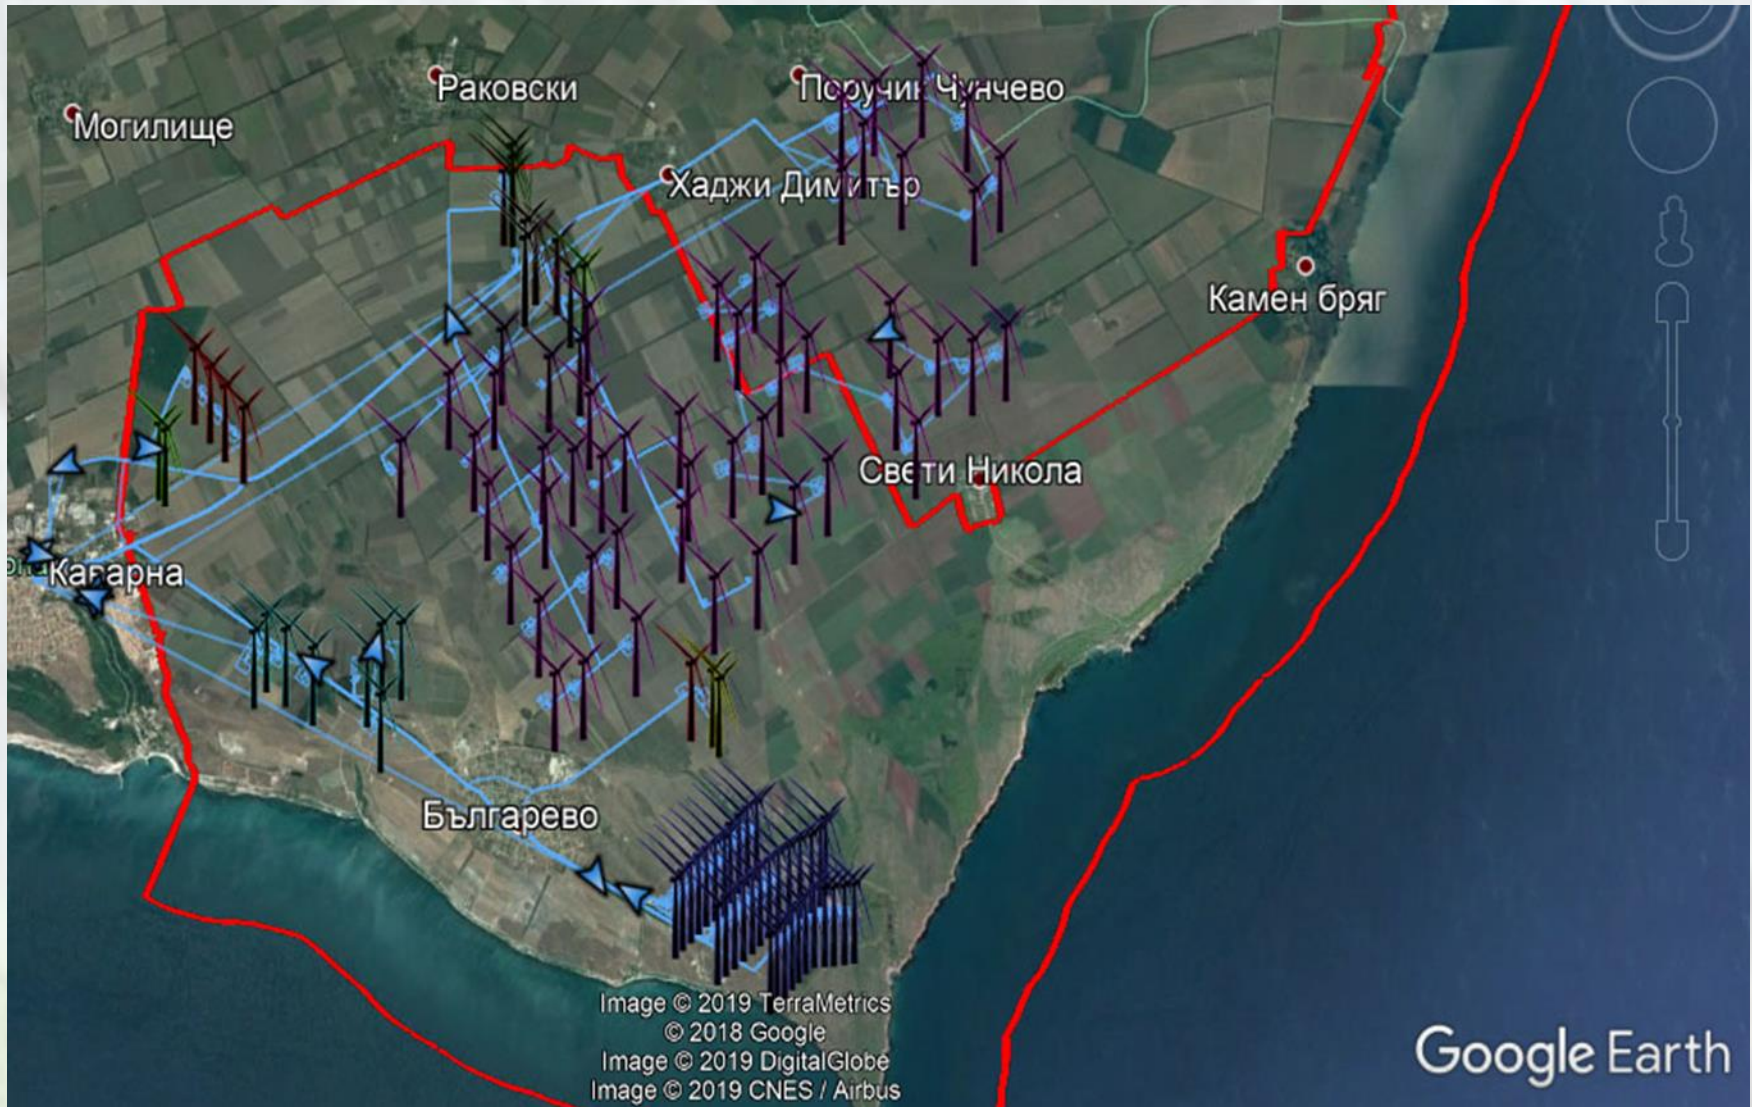 Раковски
Поручик Чунчево
Могилище
Хаджи Димитър
Камен бряг
Свети Никола
Каварна
Българево
Image © 2019 TerraMetrics
© 2018 Google
Image © 2019 DigitalGlobe
Image © 2019 CNES / Airbus
Google Earth